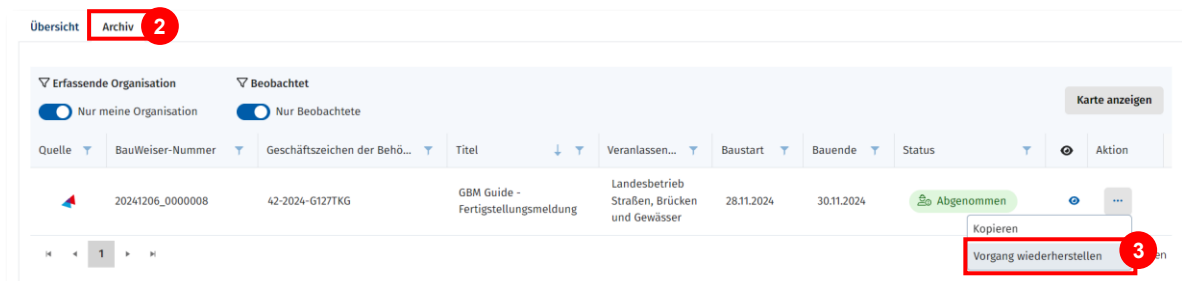 Übersicht Archiv 2
Erfassende Organisation Beobachtet
Nur meine Organisation Nur Beobachtete Karte anzeigen
Quelle BauWeiser-Nummer Geschäftszeichen der Behö... Titel Veranlassen... Baustart Bauende Status Aktion
20241206_0000008 42-2024-G127TKG GBM Guide - Fertigstellungsmeldung Landesbetrieb Straßen, Brücken und Gewässer 28.11.2024 30.11.2024 Abgenommen ...
Kopieren
1 Vorgang wiederherstellen 3 en